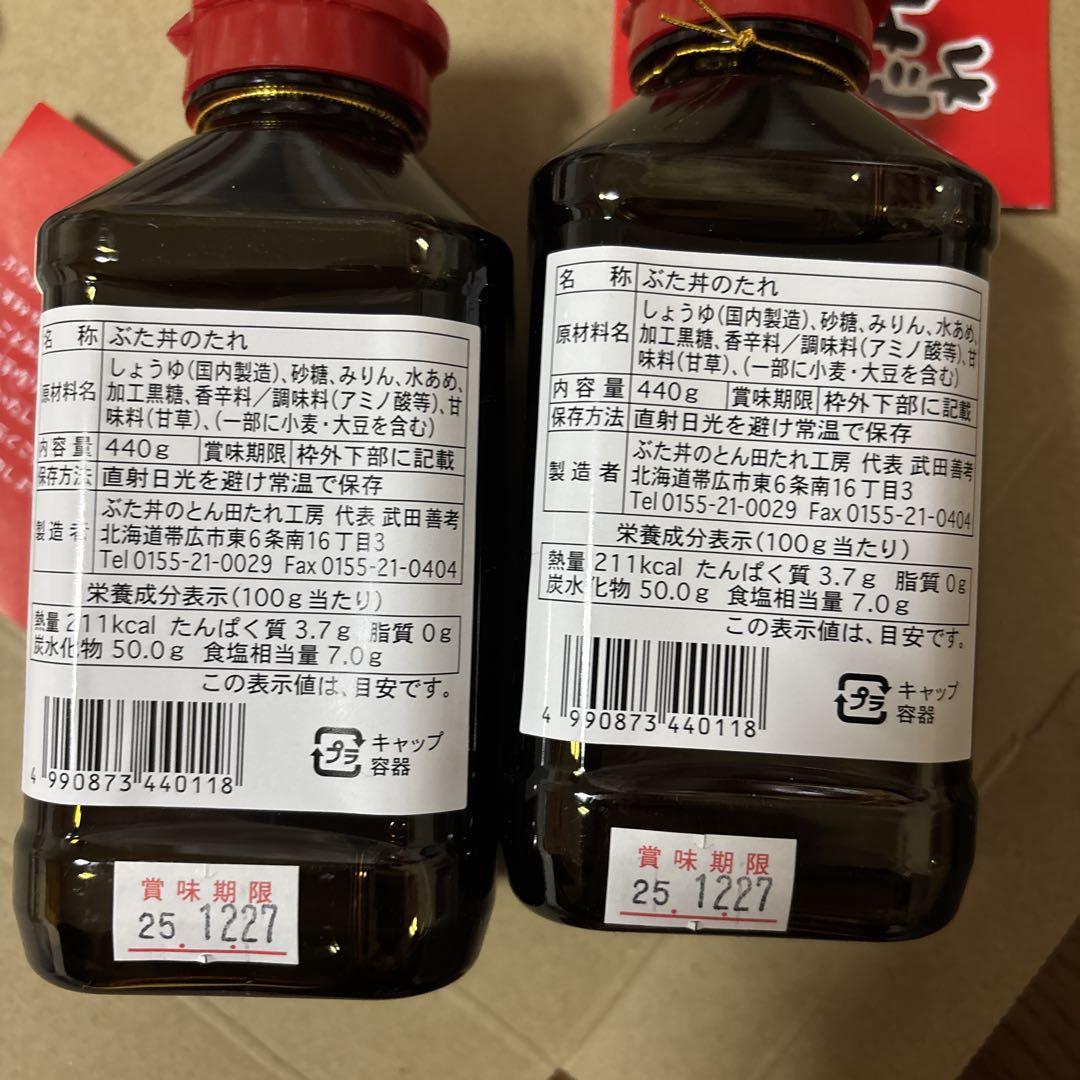 名 称 ぶた丼のたれ
原材料名 しょうゆ(国内製造)、砂糖、みりん、水あめ、
加工黒糖、香辛料／調味料(アミノ酸等)、甘
味料(甘草)、(一部に小麦・大豆を含む)
内容量 440g 賞味期限 枠外下部に記載
保存方法 直射日光を避け常温で保存
製造者 ぶた丼のとん田たれ工房 代表 武田善考
北海道帯広市東6条南16丁目3
Tel 0155-21-0029 Fax 0155-21-0404
栄養成分表示(100g当たり)
熱量 211kcal たんぱく質 3.7g 脂質 0g
炭水化物 50.0g 食塩相当量 7.0g
この表示値は、目安です。
4 990873 440118
プラ キャップ
容器
賞味期限
25.12.27
名 称 ぶた丼のたれ
原材料名 しょうゆ(国内製造)、砂糖、みりん、水あめ、
加工黒糖、香辛料／調味料(アミノ酸等)、甘
味料(甘草)、(一部に小麦・大豆を含む)
内容量 440g 賞味期限 枠外下部に記載
保存方法 直射日光を避け常温で保存
製造者 ぶた丼のとん田たれ工房 代表 武田善考
北海道帯広市東6条南16丁目3
Tel 0155-21-0029 Fax 0155-21-0404
栄養成分表示(100g当たり)
熱量 211kcal たんぱく質 3.7g 脂質 0g
炭水化物 50.0g 食塩相当量 7.0g
この表示値は、目安です。
4 990873 440118
プラ キャップ
容器
賞味期限
25.12.27